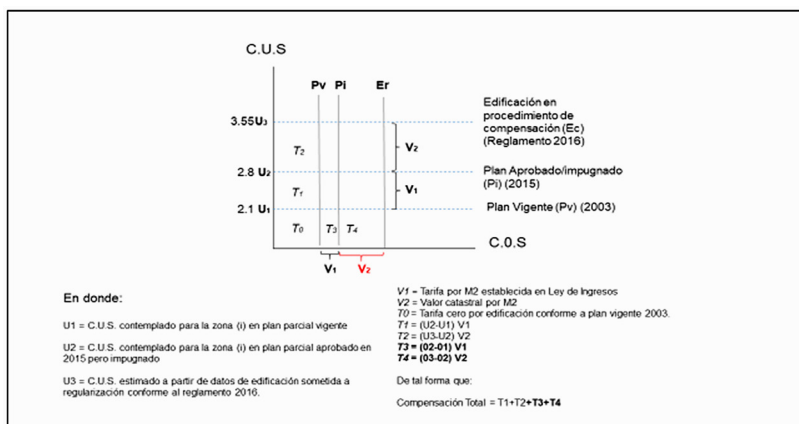 C.U.S
Pv Pi Er
3.55U3
T2
V2
2.8 U2
T1
V1
2.1 U1
T0 T3 T4
C.0.S
V1 V2
Edificación en
procedimiento de
compensación (Ec)
(Reglamento 2016)
Plan Aprobado/impugnado
(Pi) (2015)
Plan Vigente (Pv) (2003)
En donde:
U1 = C.U.S. contemplado para la zona (i) en plan parcial vigente
U2 = C.U.S. contemplado para la zona (i) en plan parcial aprobado en
2015 pero impugnado
U3 = C.U.S. estimado a partir de datos de edificación sometida a
regularización conforme al reglamento 2016.
V1 = Tarifa por M2 establecida en Ley de Ingresos
V2 = Valor catastral por M2
T0 = Tarifa cero por edificación conforme a plan vigente 2003.
T1 = (U2-U1) V1
T2 = (U3-U2) V2
T3 = (02-01) V1
T4 = (03-02) V2
De tal forma que:
Compensación Total = T1+T2+T3+T4